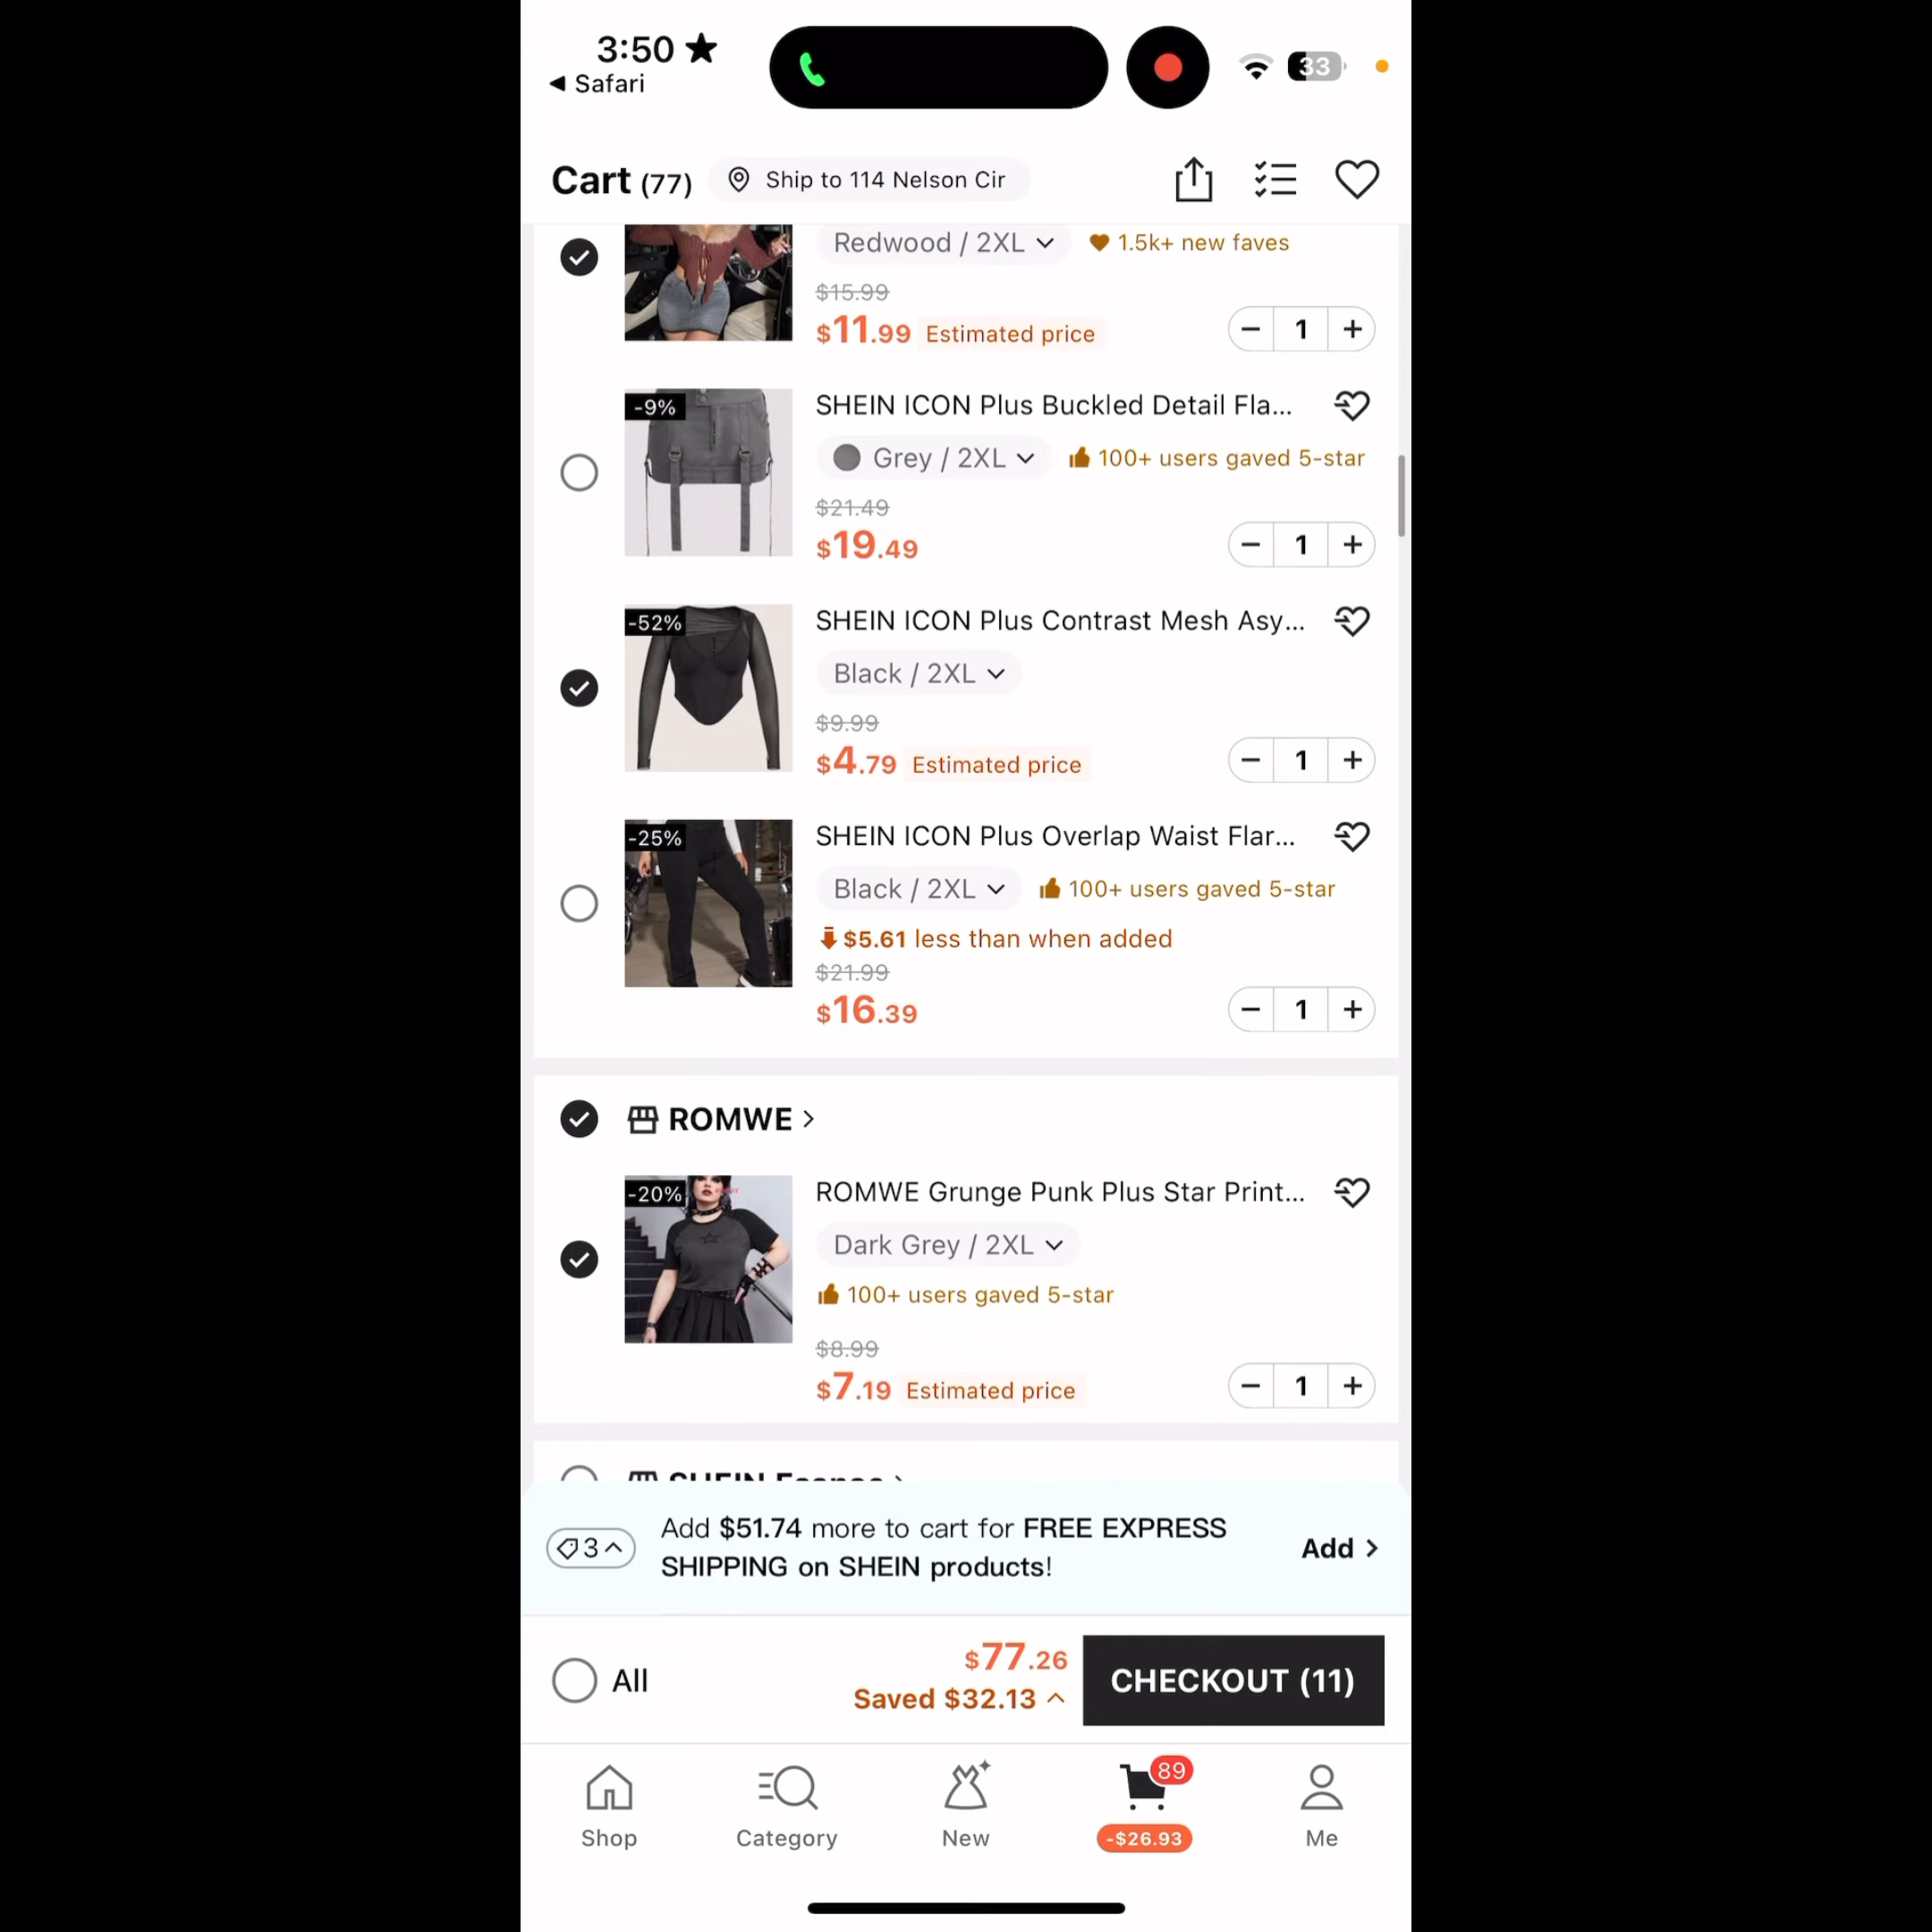 3:50
Safari
33
Cart (77)
Ship to 114 Nelson Cir
Redwood / 2XL
1.5k+ new faves
$15.99
$11.99 Estimated price
1
-9%
SHEIN ICON Plus Buckled Detail Fla...
Grey / 2XL
100+ users gaved 5-star
$21.49
$19.49
1
-52%
SHEIN ICON Plus Contrast Mesh Asy...
Black / 2XL
$9.99
$4.79 Estimated price
1
-25%
SHEIN ICON Plus Overlap Waist Flar...
Black / 2XL
100+ users gaved 5-star
$5.61 less than when added
$21.99
$16.39
1
ROMWE
-20%
ROMWE Grunge Punk Plus Star Print...
Dark Grey / 2XL
100+ users gaved 5-star
$8.99
$7.19 Estimated price
1
SHEIN
3
Add $51.74 more to cart for FREE EXPRESS
SHIPPING on SHEIN products!
Add
All
$77.26
Saved $32.13
CHECKOUT (11)
89
-$26.93
Shop
Category
New
Me